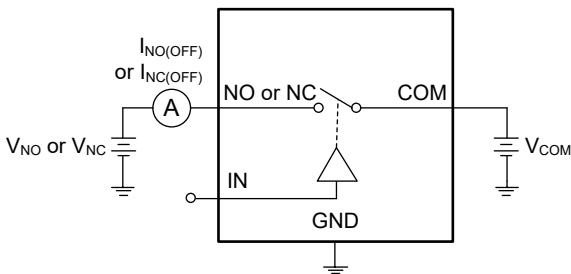 I_NO(OFF)
or I_NC(OFF)
A
NO or NC
COM
V_NO or V_NC
V_COM
IN
GND